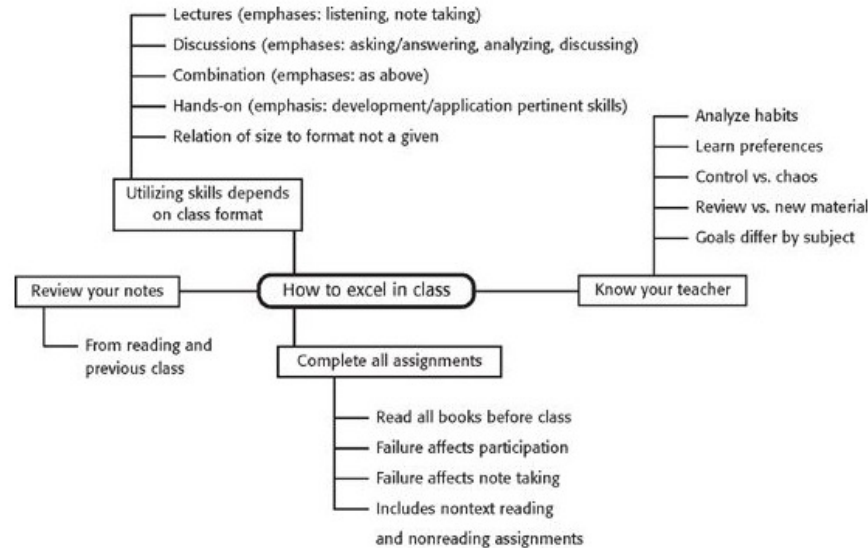 Lectures (emphases: listening, note taking)
Discussions (emphases: asking/answering, analyzing, discussing)
Combination (emphases: as above)
Hands-on (emphasis: development/application pertinent skills)
Relation of size to format not a given
Utilizing skills depends
on class format
Analyze habits
Learn preferences
Control vs. chaos
Review vs. new material
Goals differ by subject
Review your notes
How to excel in class
Know your teacher
From reading and
previous class
Complete all assignments
Read all books before class
Failure affects participation
Failure affects note taking
Includes nontext reading
and nonreading assignments